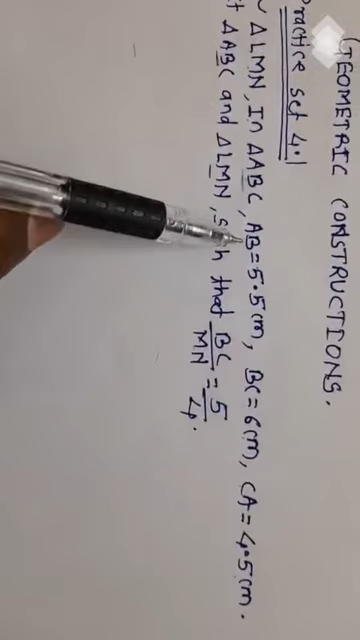 GEOMETRIC CONSTRUCTIONS.
Practice set 4.1
~ ΔLMN, In ΔABC, AB = 5.5cm, BC = 6cm, CA = 4.5cm.
ΔABC and ΔLMN, that BC/MN = 5/4.